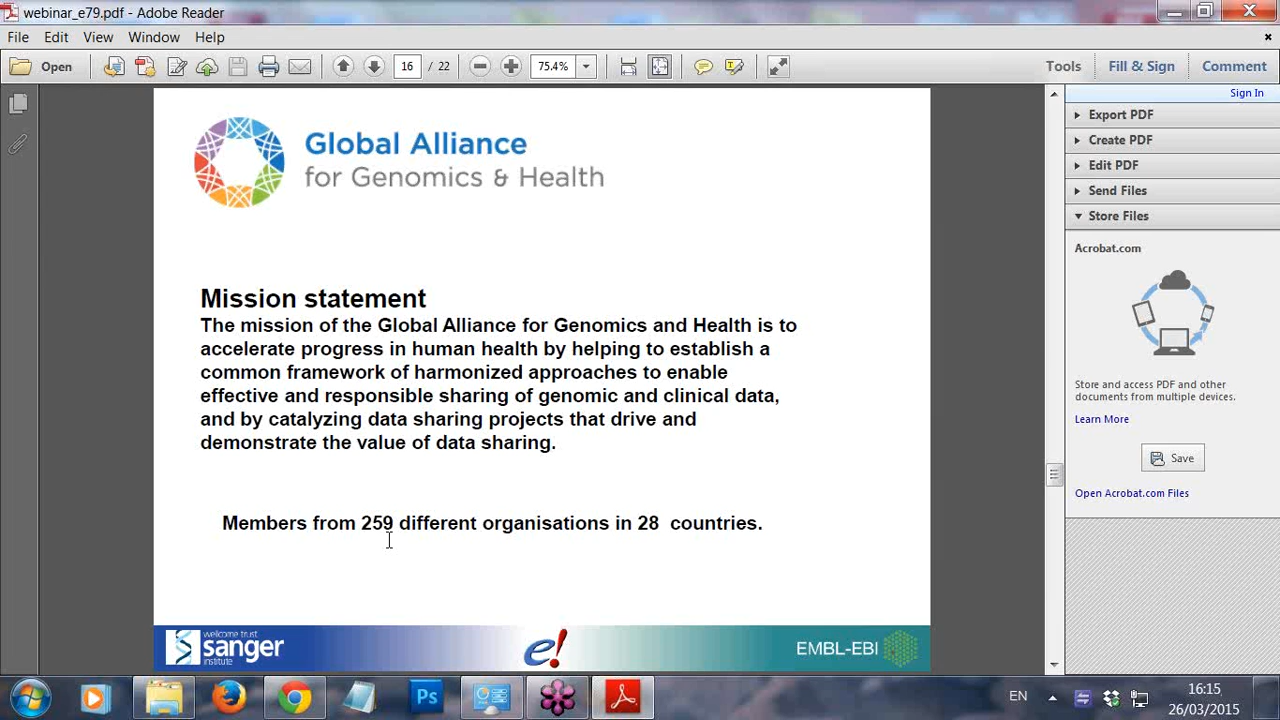 webinar_e79.pdf - Adobe Reader
File Edit View Window Help
Open 16 / 22 75.4% Tools Fill & Sign Comment
Sign In
Export PDF
Create PDF
Edit PDF
Send Files
Store Files
Acrobat.com
Store and access PDF and other
documents from multiple devices.
Learn More
Save
Open Acrobat.com Files
Global Alliance
for Genomics & Health
Mission statement
The mission of the Global Alliance for Genomics and Health is to
accelerate progress in human health by helping to establish a
common framework of harmonized approaches to enable
effective and responsible sharing of genomic and clinical data,
and by catalyzing data sharing projects that drive and
demonstrate the value of data sharing.
Members from 259 different organisations in 28 countries.
wellcome trust
sanger
institute
e!
EMBL-EBI
Ps
EN
16:15
26/03/2015